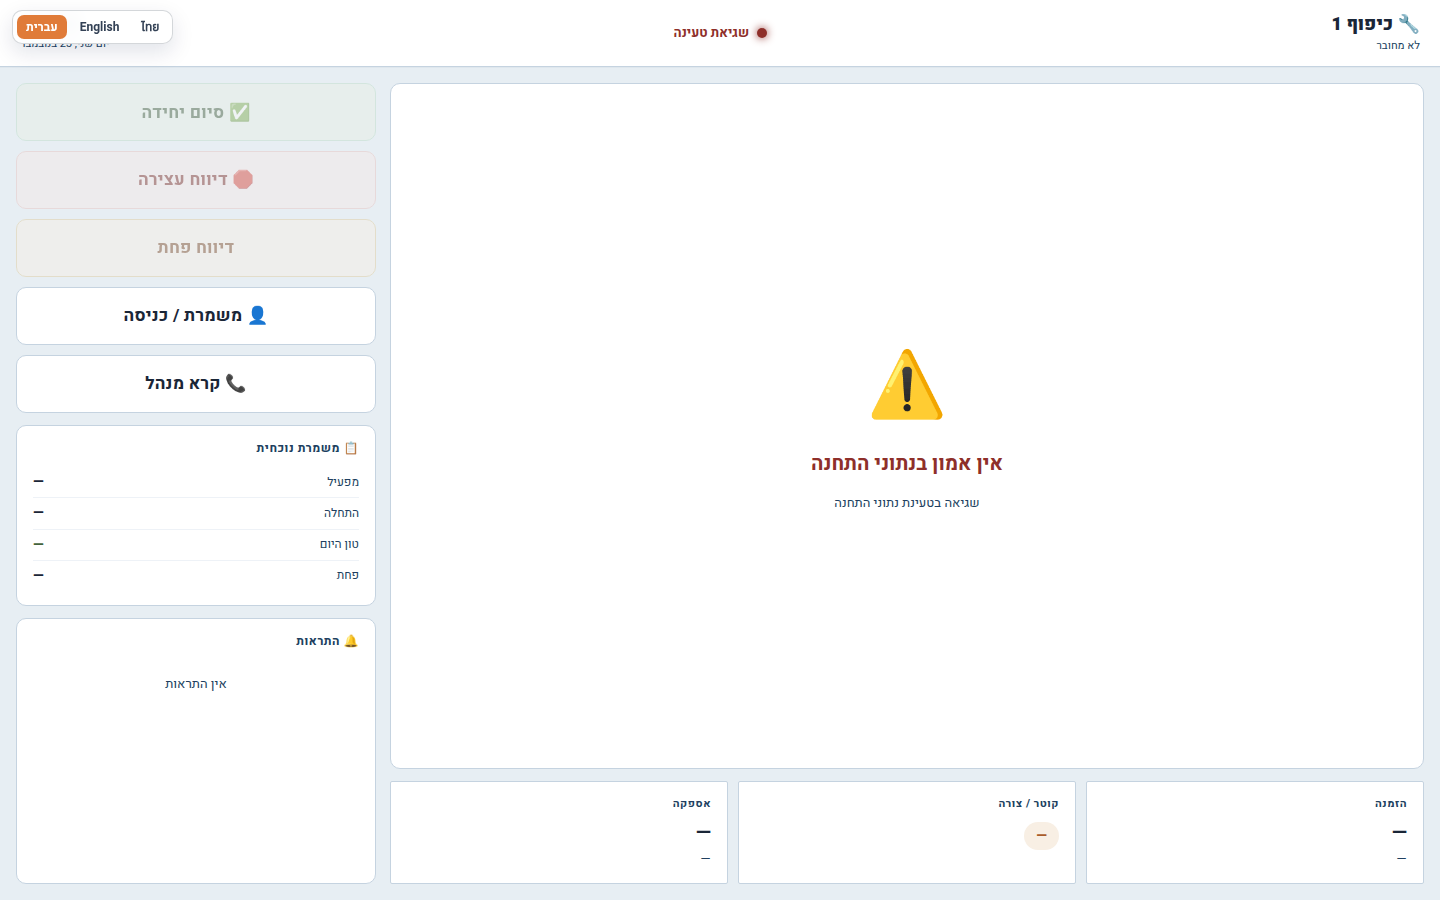 🔧 כיפוף 1
לא מחובר
שגיאת טעינה
עברית English ไทย
✅ סיום יחידה
🛑 דיווח עצירה
דיווח פחת
👤 משמרת / כניסה
📞 קרא מנהל
📋 משמרת נוכחית
מפעיל —
התחלה —
טון היום —
פחת —
🔔 התראות
אין התראות
אין אמון בנתוני התחנה
שגיאה בטעינת נתוני התחנה
הזמנה
—
—
קוטר / צורה
—
אספקה
—
—